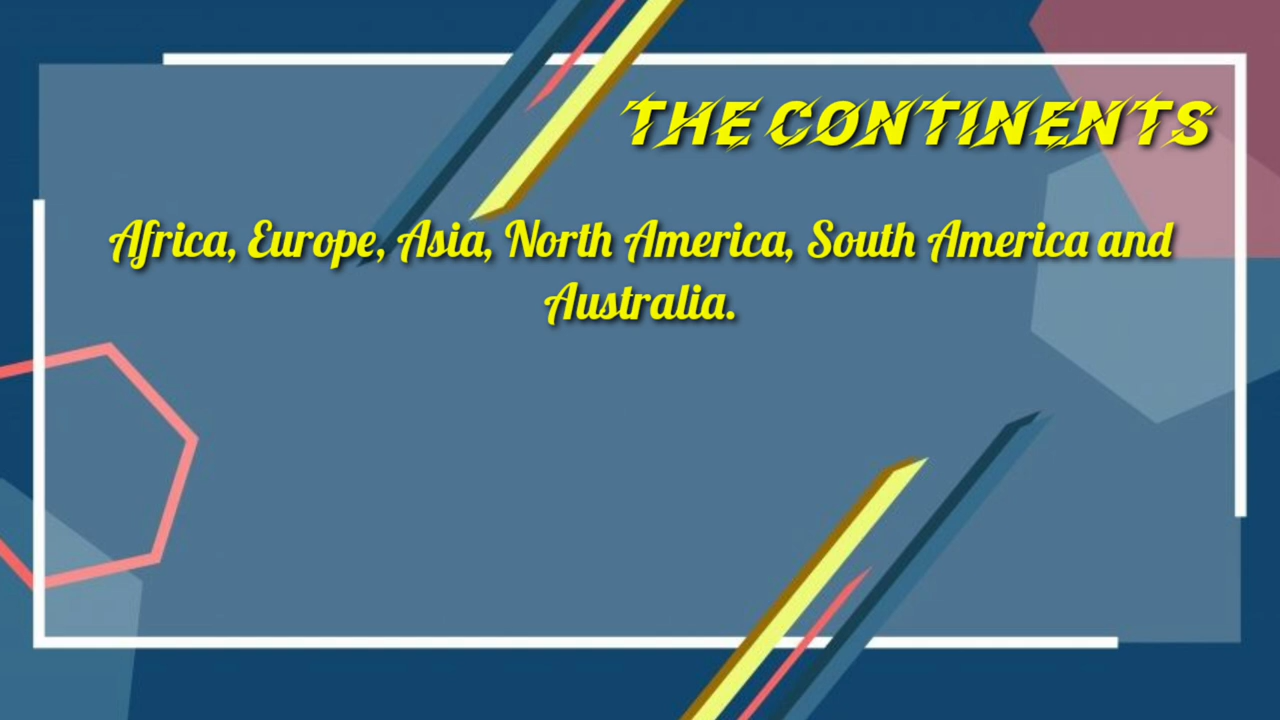 THE CONTINENTS
Africa, Europe, Asia, North America, South America and
Australia.